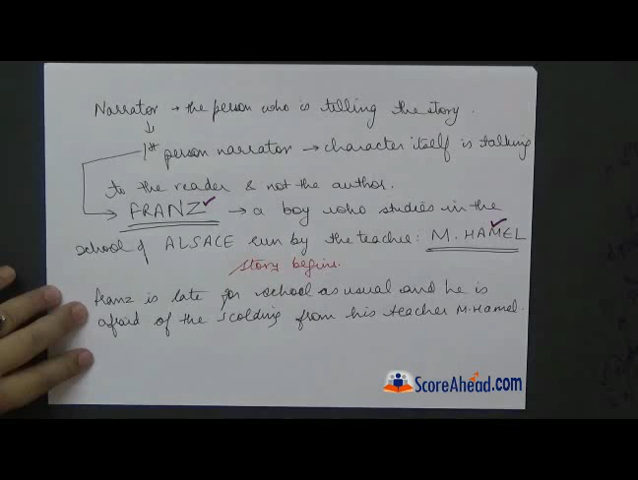 Narrator → the person who is telling the story.
↓
1st person narrator → character itself is talking
to the reader & not the author.
FRANZ ✓ → a boy who studies in the
school of ALSACE run by the teacher: M. HAMEL ✓
Story begins.
Franz is late for school as usual and he is
afraid of the scolding from his teacher M. Hamel.
ScoreAhead.com